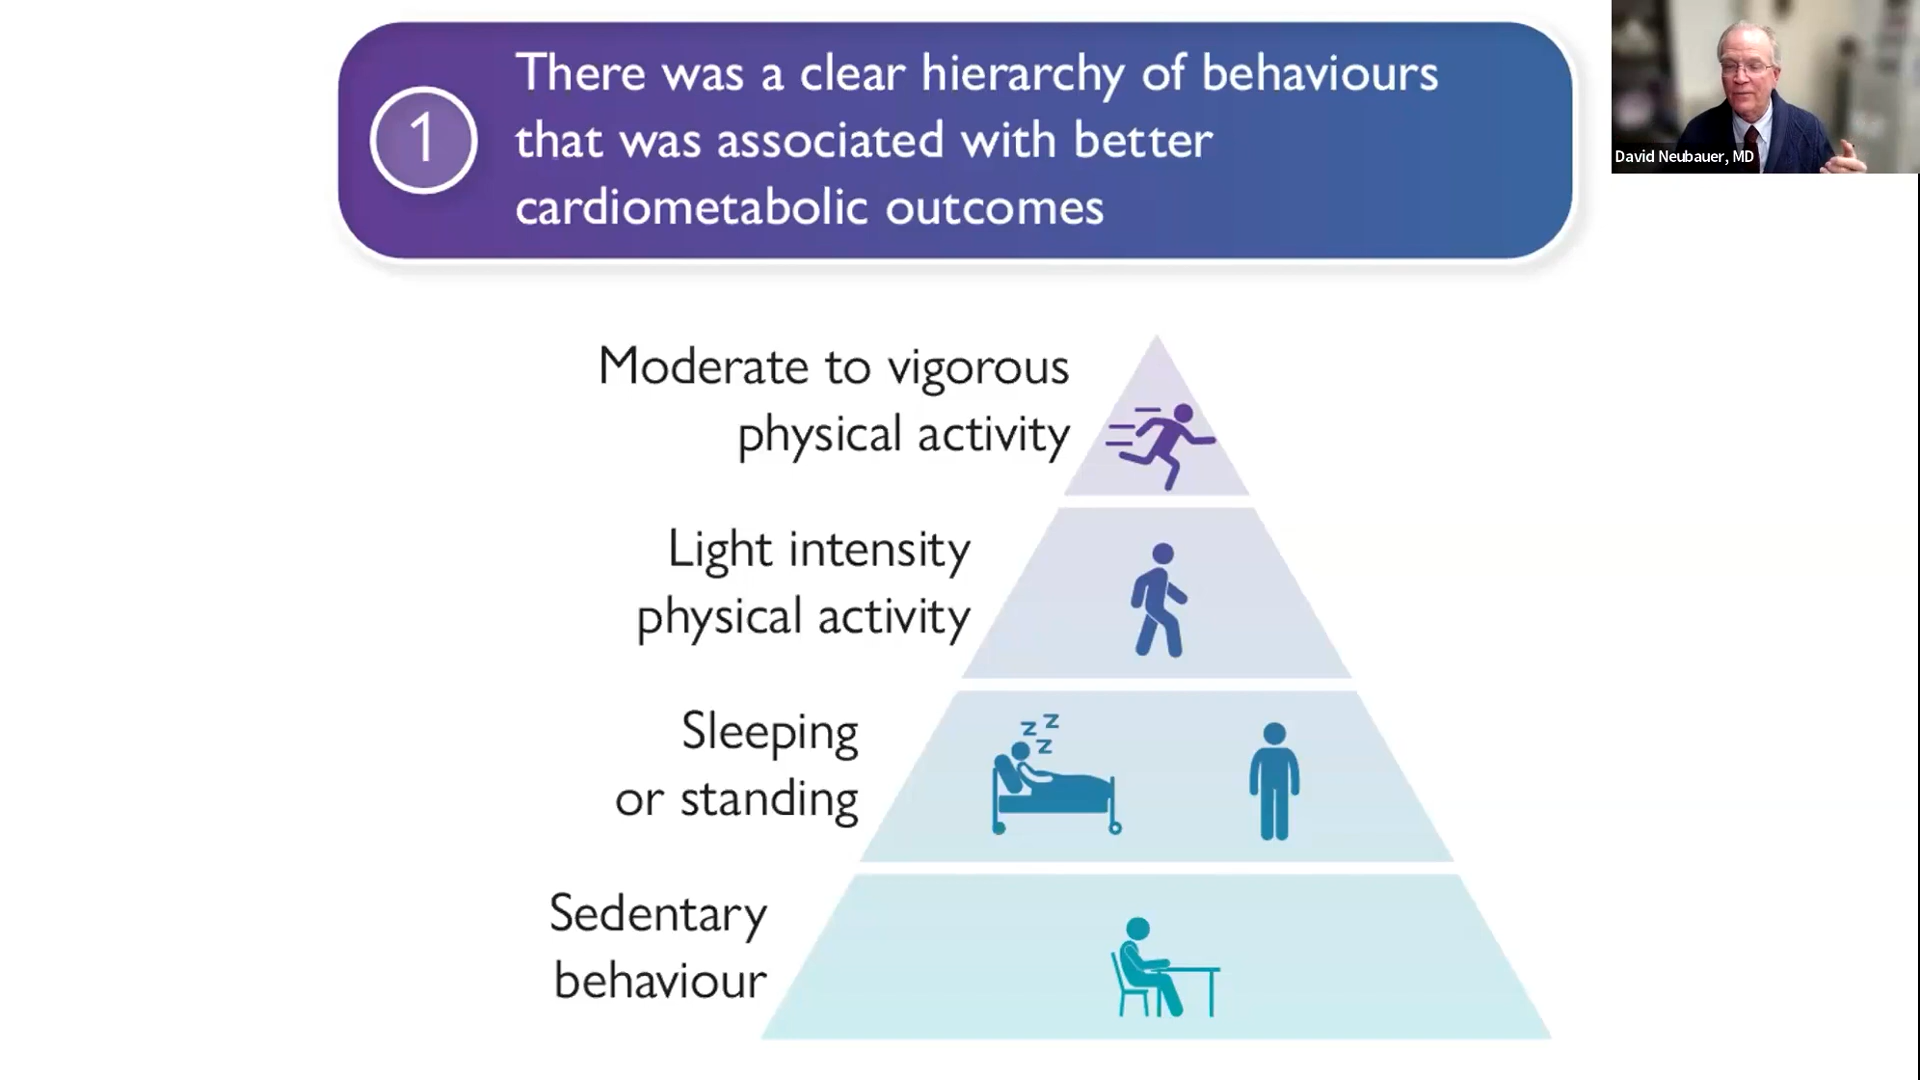 1
There was a clear hierarchy of behaviours
that was associated with better
cardiometabolic outcomes
David Neubauer, MD
Moderate to vigorous
physical activity
Light intensity
physical activity
Sleeping
or standing
z z
z
Sedentary
behaviour